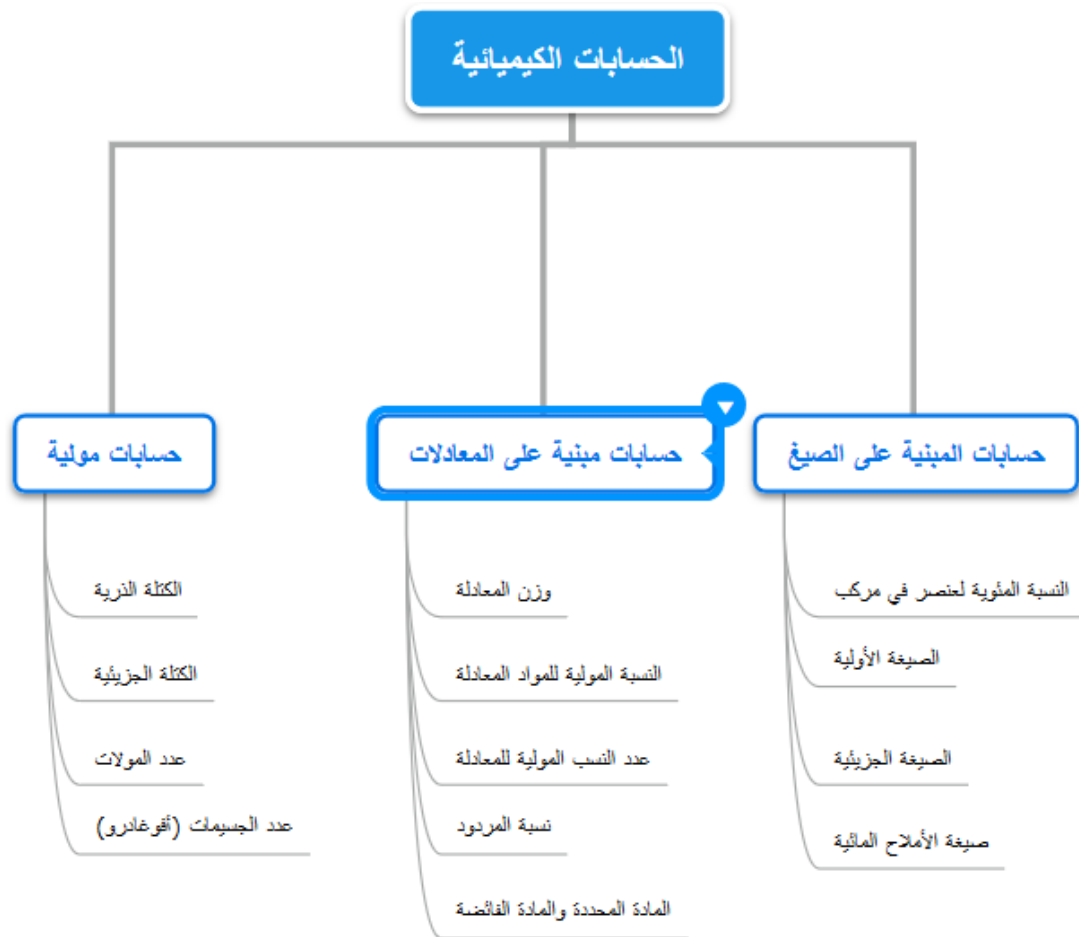 الحسابات الكيميائية
حسابات المبنية على الصيغ
النسبة المئوية لعنصر في مركب
الصيغة الأولية
الصيغة الجزيئية
صيغة الأملاح المائية
حسابات مبنية على المعادلات
وزن المعادلة
النسبة المولية للمواد المعادلة
عدد النسب المولية للمعادلة
نسبة المردود
المادة المحددة والمادة الفائضة
حسابات مولية
الكتلة الذرية
الكتلة الجزيئية
عدد المولات
عدد الجسيمات (أفوغادرو)